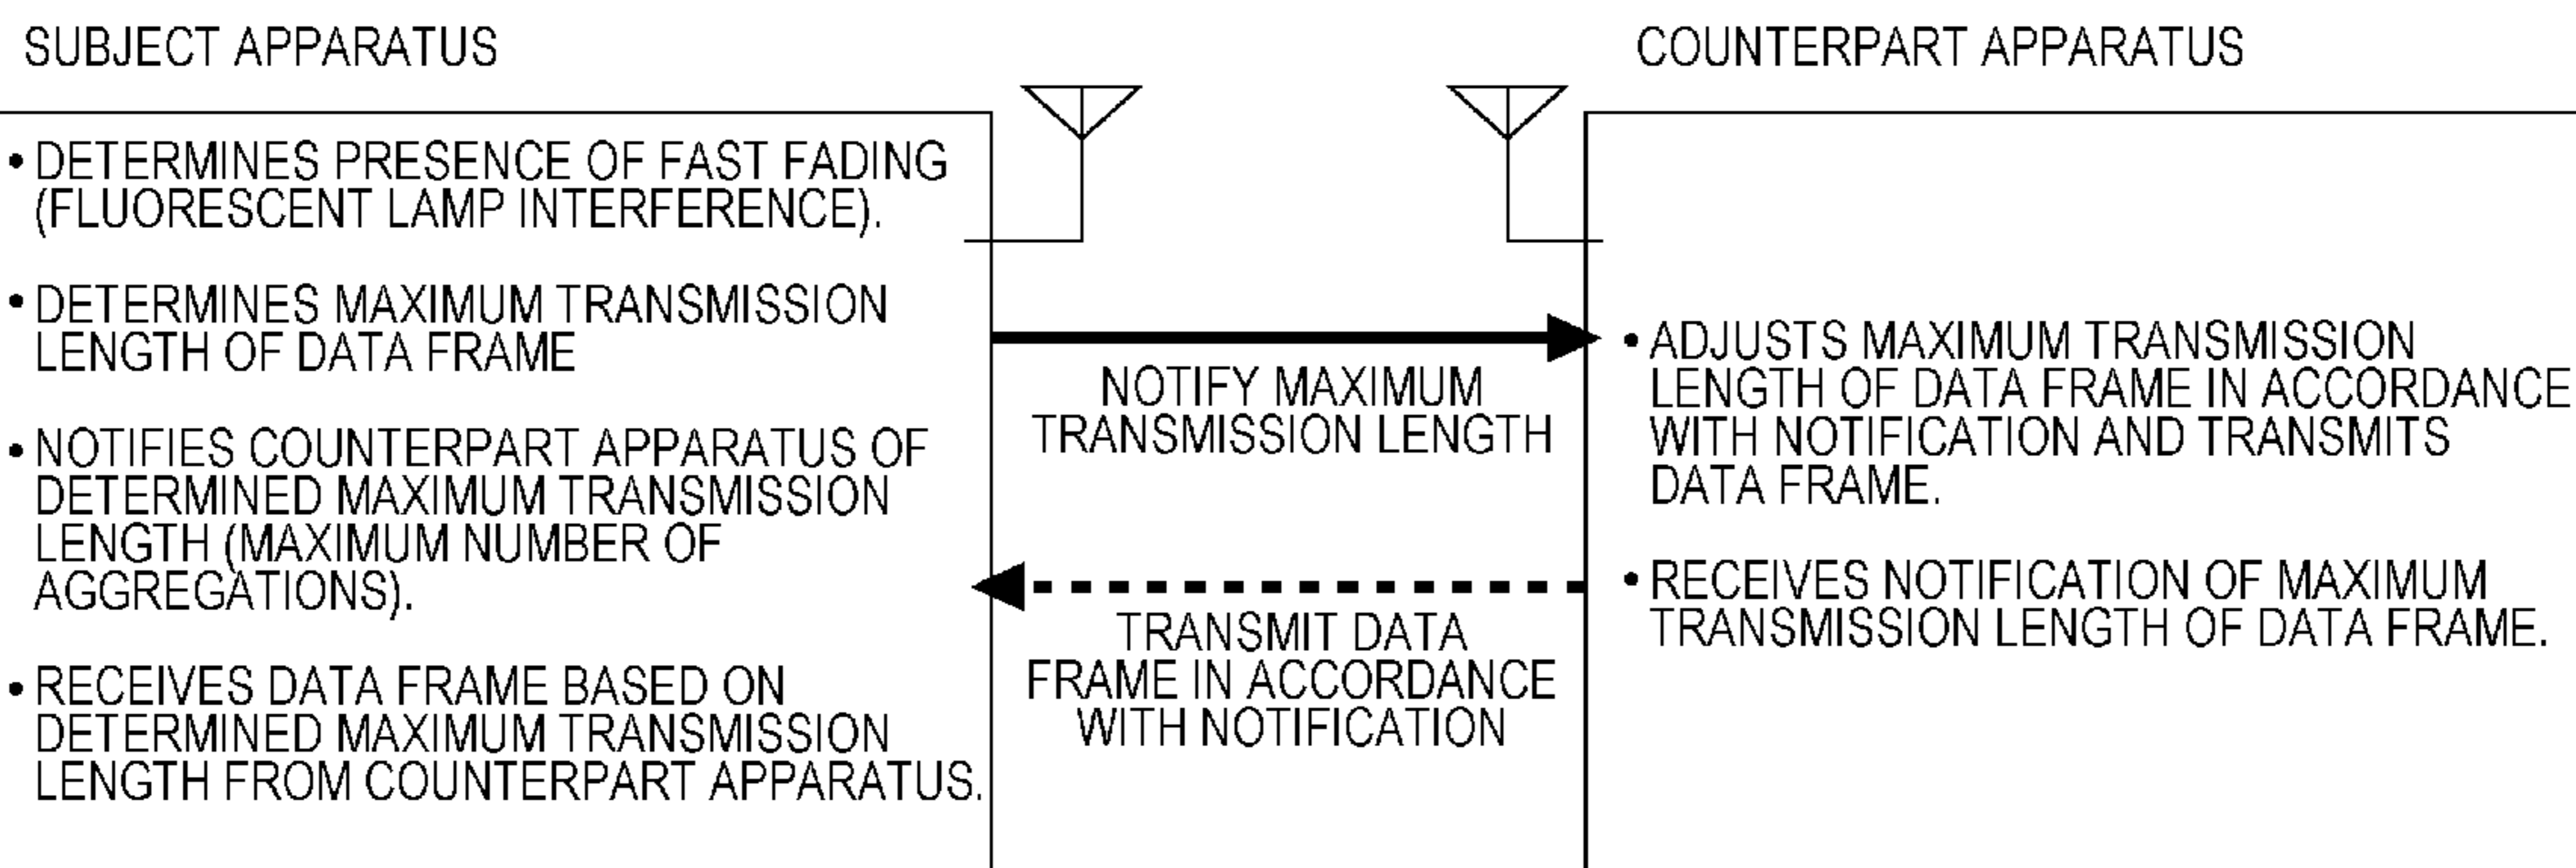 SUBJECT APPARATUS
COUNTERPART APPARATUS
• DETERMINES PRESENCE OF FAST FADING
(FLUORESCENT LAMP INTERFERENCE).
• DETERMINES MAXIMUM TRANSMISSION
LENGTH OF DATA FRAME
• NOTIFIES COUNTERPART APPARATUS OF
DETERMINED MAXIMUM TRANSMISSION
LENGTH (MAXIMUM NUMBER OF
AGGREGATIONS).
• RECEIVES DATA FRAME BASED ON
DETERMINED MAXIMUM TRANSMISSION
LENGTH FROM COUNTERPART APPARATUS.
NOTIFY MAXIMUM
TRANSMISSION LENGTH
TRANSMIT DATA
FRAME IN ACCORDANCE
WITH NOTIFICATION
• ADJUSTS MAXIMUM TRANSMISSION
LENGTH OF DATA FRAME IN ACCORDANCE
WITH NOTIFICATION AND TRANSMITS
DATA FRAME.
• RECEIVES NOTIFICATION OF MAXIMUM
TRANSMISSION LENGTH OF DATA FRAME.